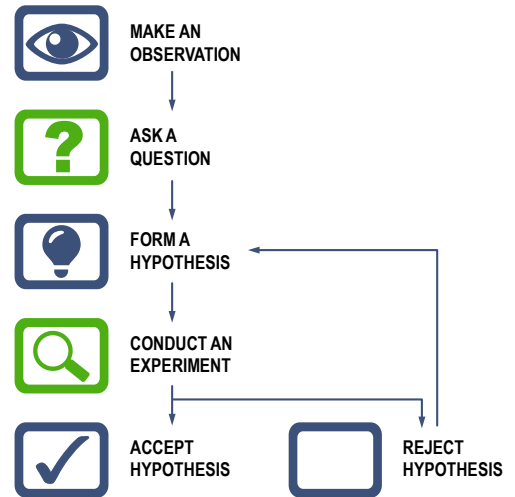 MAKE AN
OBSERVATION
?
ASK A
QUESTION
FORM A
HYPOTHESIS
CONDUCT AN
EXPERIMENT
ACCEPT
HYPOTHESIS
REJECT
HYPOTHESIS